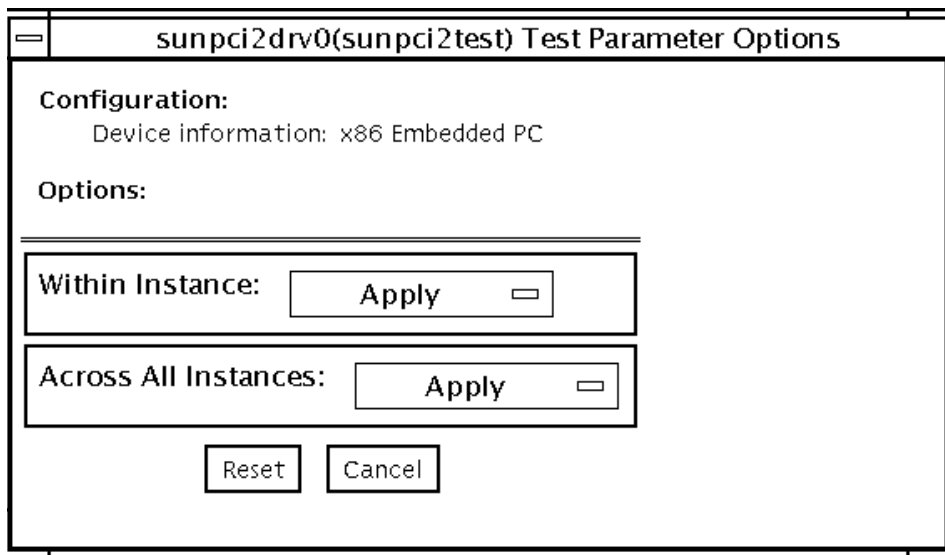 sunpci2drv0(sunpci2test) Test Parameter Options
Configuration:
Device information: x86 Embedded PC
Options:
Within Instance: Apply
Across All Instances: Apply
Reset Cancel